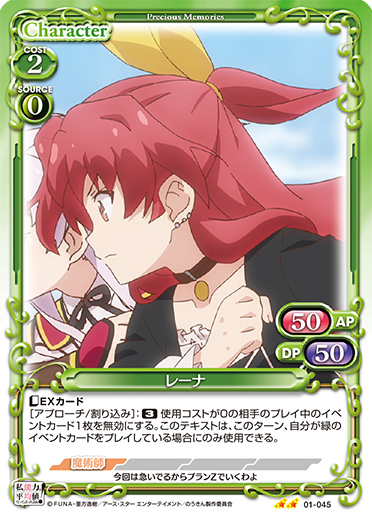 Precious Memories
Character
COST
2
SOURCE
0
50 AP
DP 50
レーナ
EXカード
[アプローチ/割り込み]:3 使用コストが0の相手のプレイ中のイベ
ントカード1枚を無効にする。このテキストは、このターン、自分が緑の
イベントカードをプレイしている場合にのみ使用できる。
魔術師
今回は急いでるからプランZでいくわよ
私、能力は
平均値
©FUNA・亜方逸樹/アース・スター エンターテイメント/のうきん製作委員会
01-045